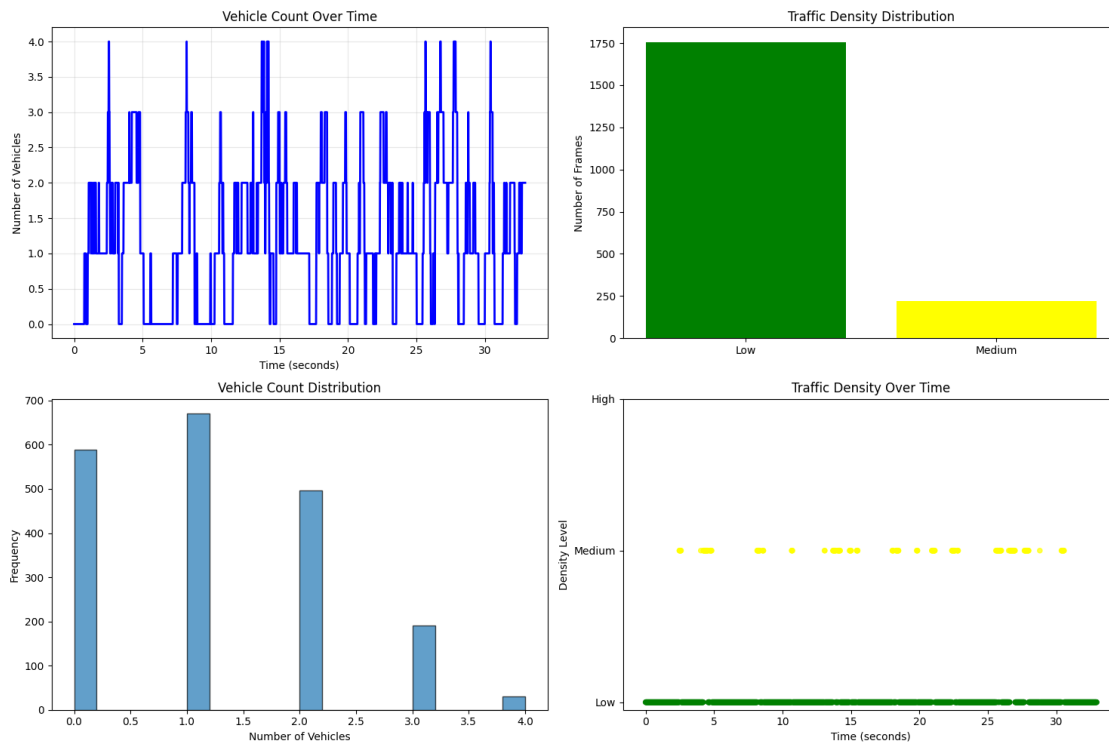 Vehicle Count Over Time
Number of Vehicles
4.0
3.5
3.0
2.5
2.0
1.5
1.0
0.5
0.0
0 5 10 15 20 25 30
Time (seconds)
Traffic Density Distribution
Number of Frames
1750
1500
1250
1000
750
500
250
0
Low Medium
Vehicle Count Distribution
Frequency
700
600
500
400
300
200
100
0
0.0 0.5 1.0 1.5 2.0 2.5 3.0 3.5 4.0
Number of Vehicles
Traffic Density Over Time
Density Level
High
Medium
Low
0 5 10 15 20 25 30
Time (seconds)